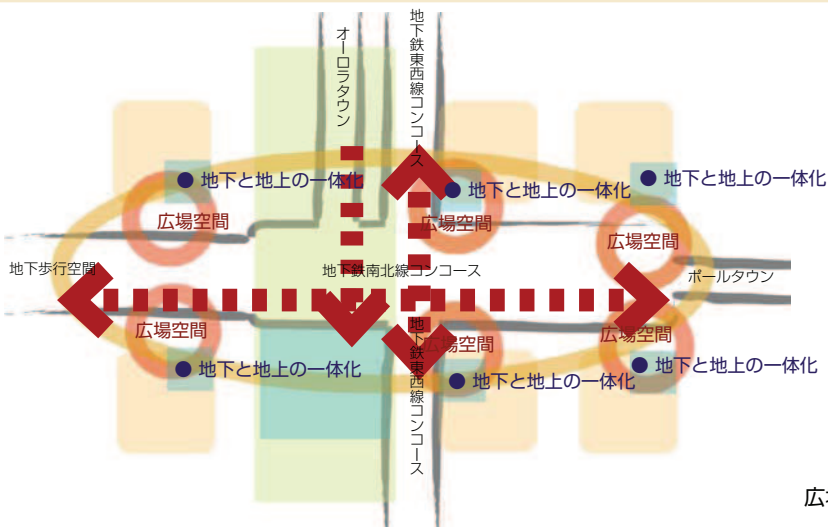 オーロラタウン
地下鉄東西線コンコース
地下と地上の一体化
地下と地上の一体化
地下と地上の一体化
広場空間
広場空間
広場空間
地下歩行空間
地下鉄南北線コンコース
ポールタウン
広場空間
広場空間
広場空間
地下鉄東西線コンコース
地下と地上の一体化
地下と地上の一体化
地下と地上の一体化
広